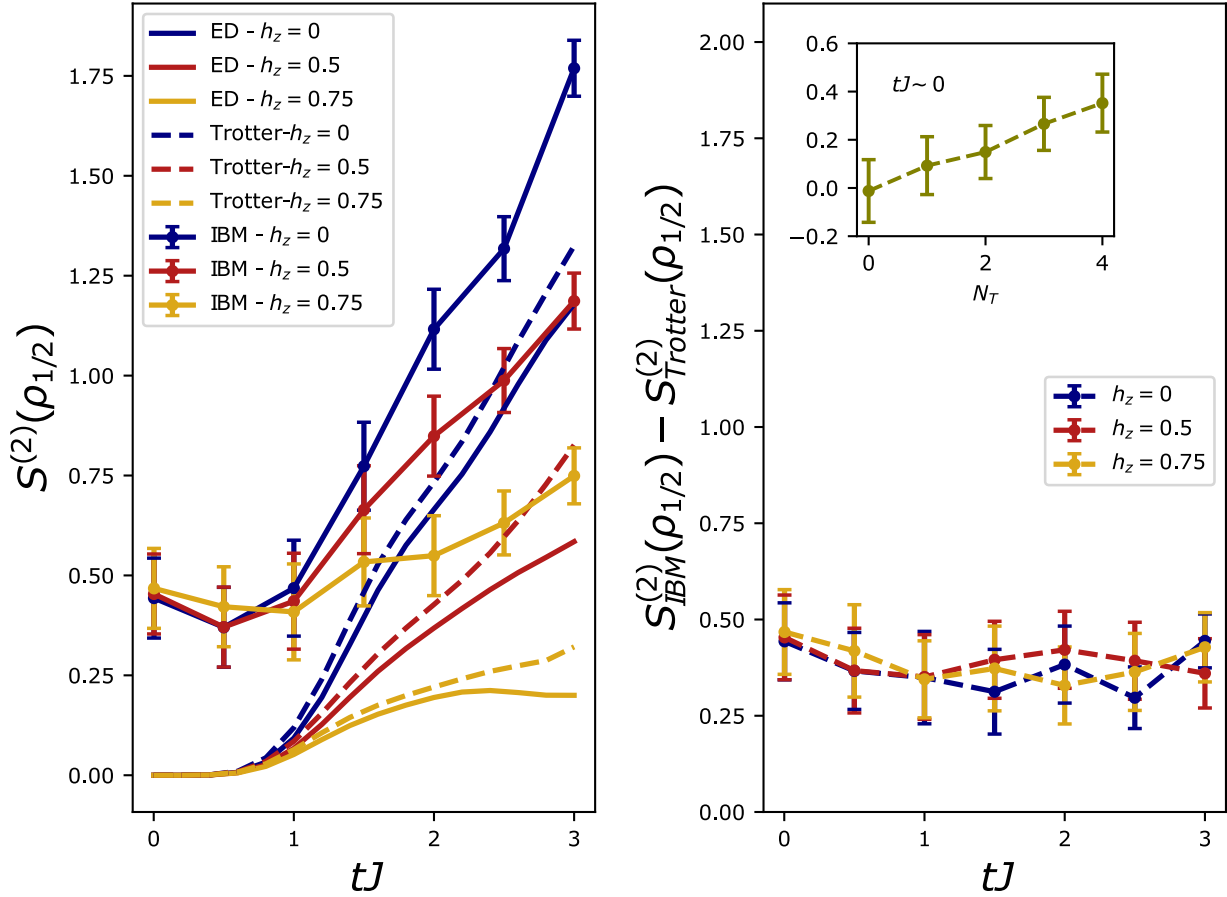 S^(2)(ρ_1/2)
1.75
1.50
1.25
1.00
0.75
0.50
0.25
0.00
ED - h_z = 0
ED - h_z = 0.5
ED - h_z = 0.75
Trotter-h_z = 0
Trotter-h_z = 0.5
Trotter-h_z = 0.75
IBM - h_z = 0
IBM - h_z = 0.5
IBM - h_z = 0.75
0 1 2 3
tJ
S^(2)_IBM(ρ_1/2) − S^(2)_Trotter(ρ_1/2)
2.00
1.75
1.50
1.25
1.00
0.75
0.50
0.25
0.00
0.6
0.4
0.2
0.0
−0.2
tJ~ 0
0 2 4
N_T
h_z = 0
h_z = 0.5
h_z = 0.75
0 1 2 3
tJ